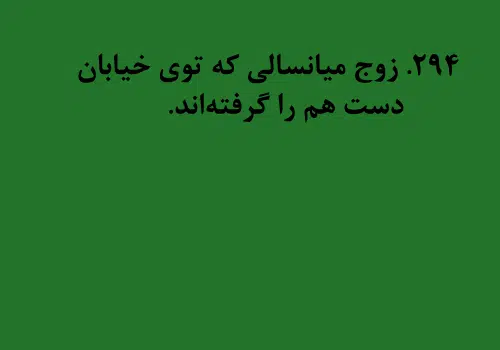 ۲۹۴. زوج میانسالی که توی خیابان
دست هم را گرفته‌اند.